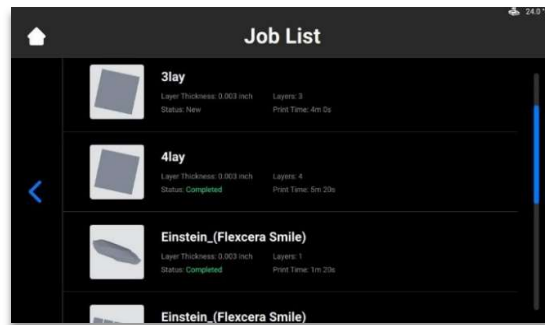 24.0°
Job List
3lay
Layer Thickness: 0.003 inch Layers: 3
Status: New Print Time: 4m 0s
4lay
Layer Thickness: 0.003 inch Layers: 4
Status: Completed Print Time: 5m 20s
Einstein_(Flexcera Smile)
Layer Thickness: 0.003 inch Layers: 1
Status: Completed Print Time: 1m 20s
Einstein_(Flexcera Smile)